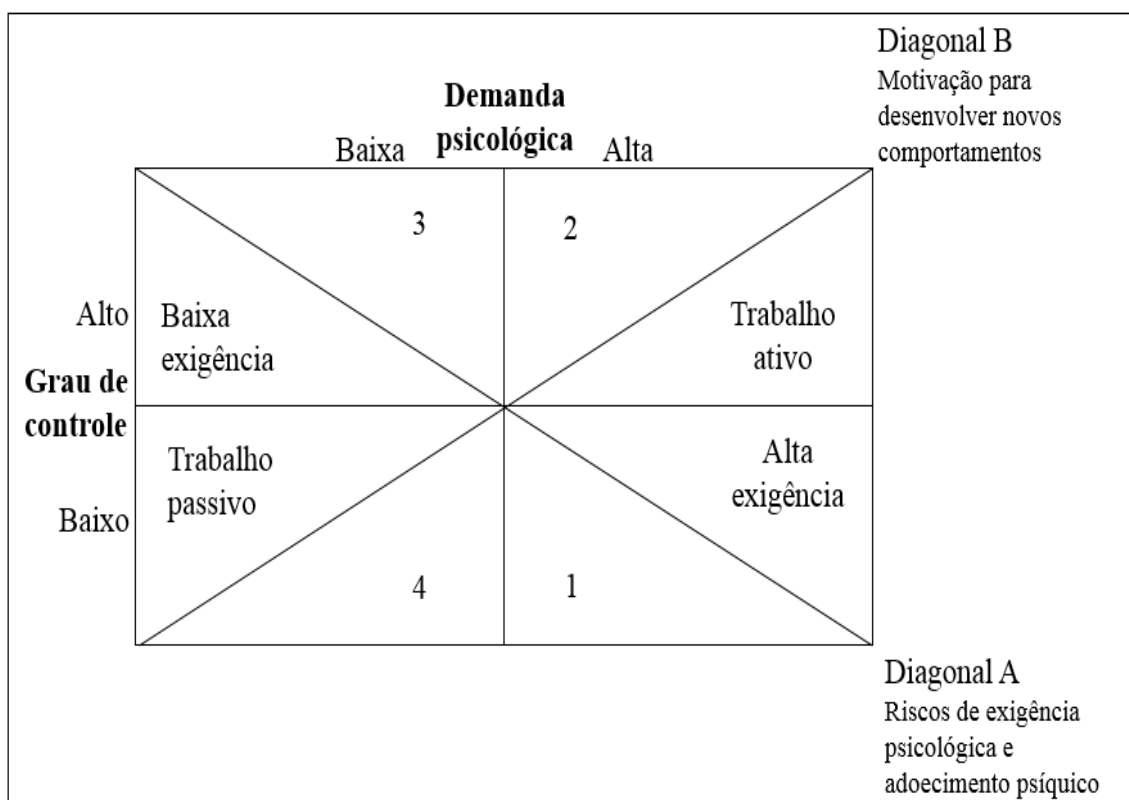 Diagonal B
Motivação para
desenvolver novos
comportamentos
Demanda
psicológica
Baixa
Alta
3
2
Alto
Baixa
exigência
Trabalho
ativo
Grau de
controle
Trabalho
passivo
Alta
exigência
Baixo
4
1
Diagonal A
Riscos de exigência
psicológica e
adoecimento psíquico